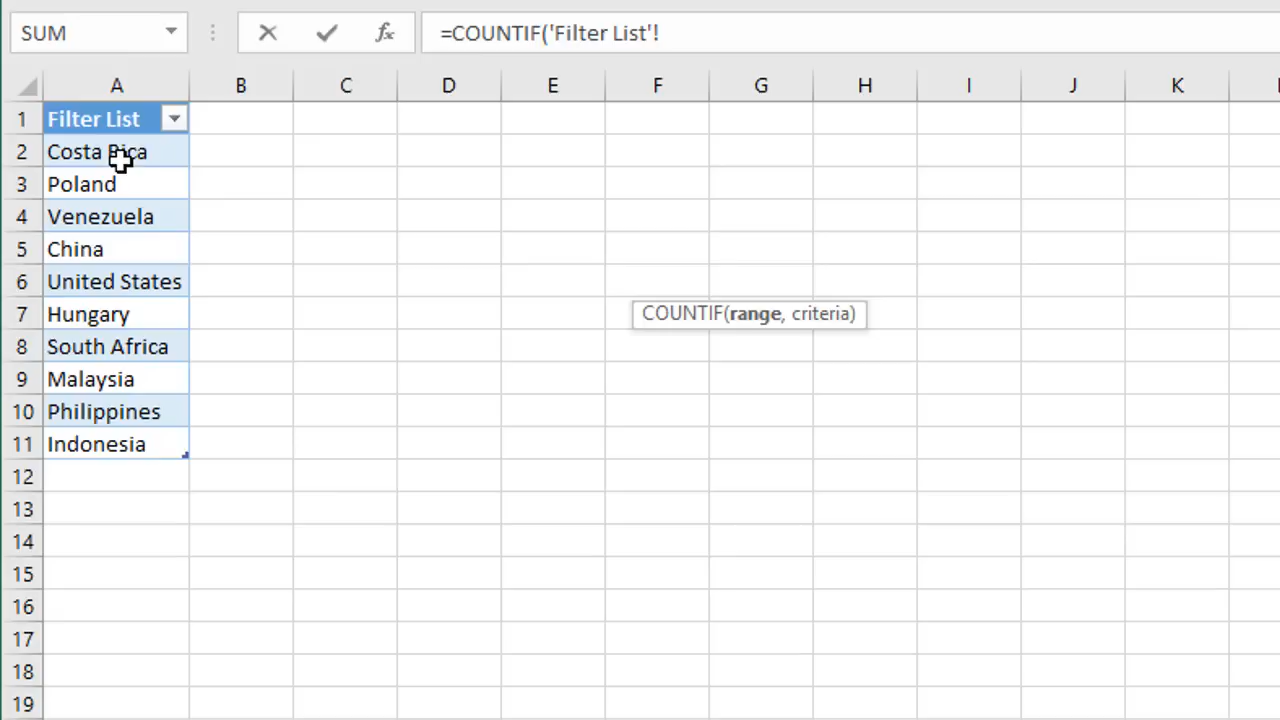 SUM =COUNTIF('Filter List'!
A B C D E F G H I J K
1 Filter List
2 Costa Rica
3 Poland
4 Venezuela
5 China
6 United States
7 Hungary
COUNTIF(range, criteria)
8 South Africa
9 Malaysia
10 Philippines
11 Indonesia
12
13
14
15
16
17
18
19